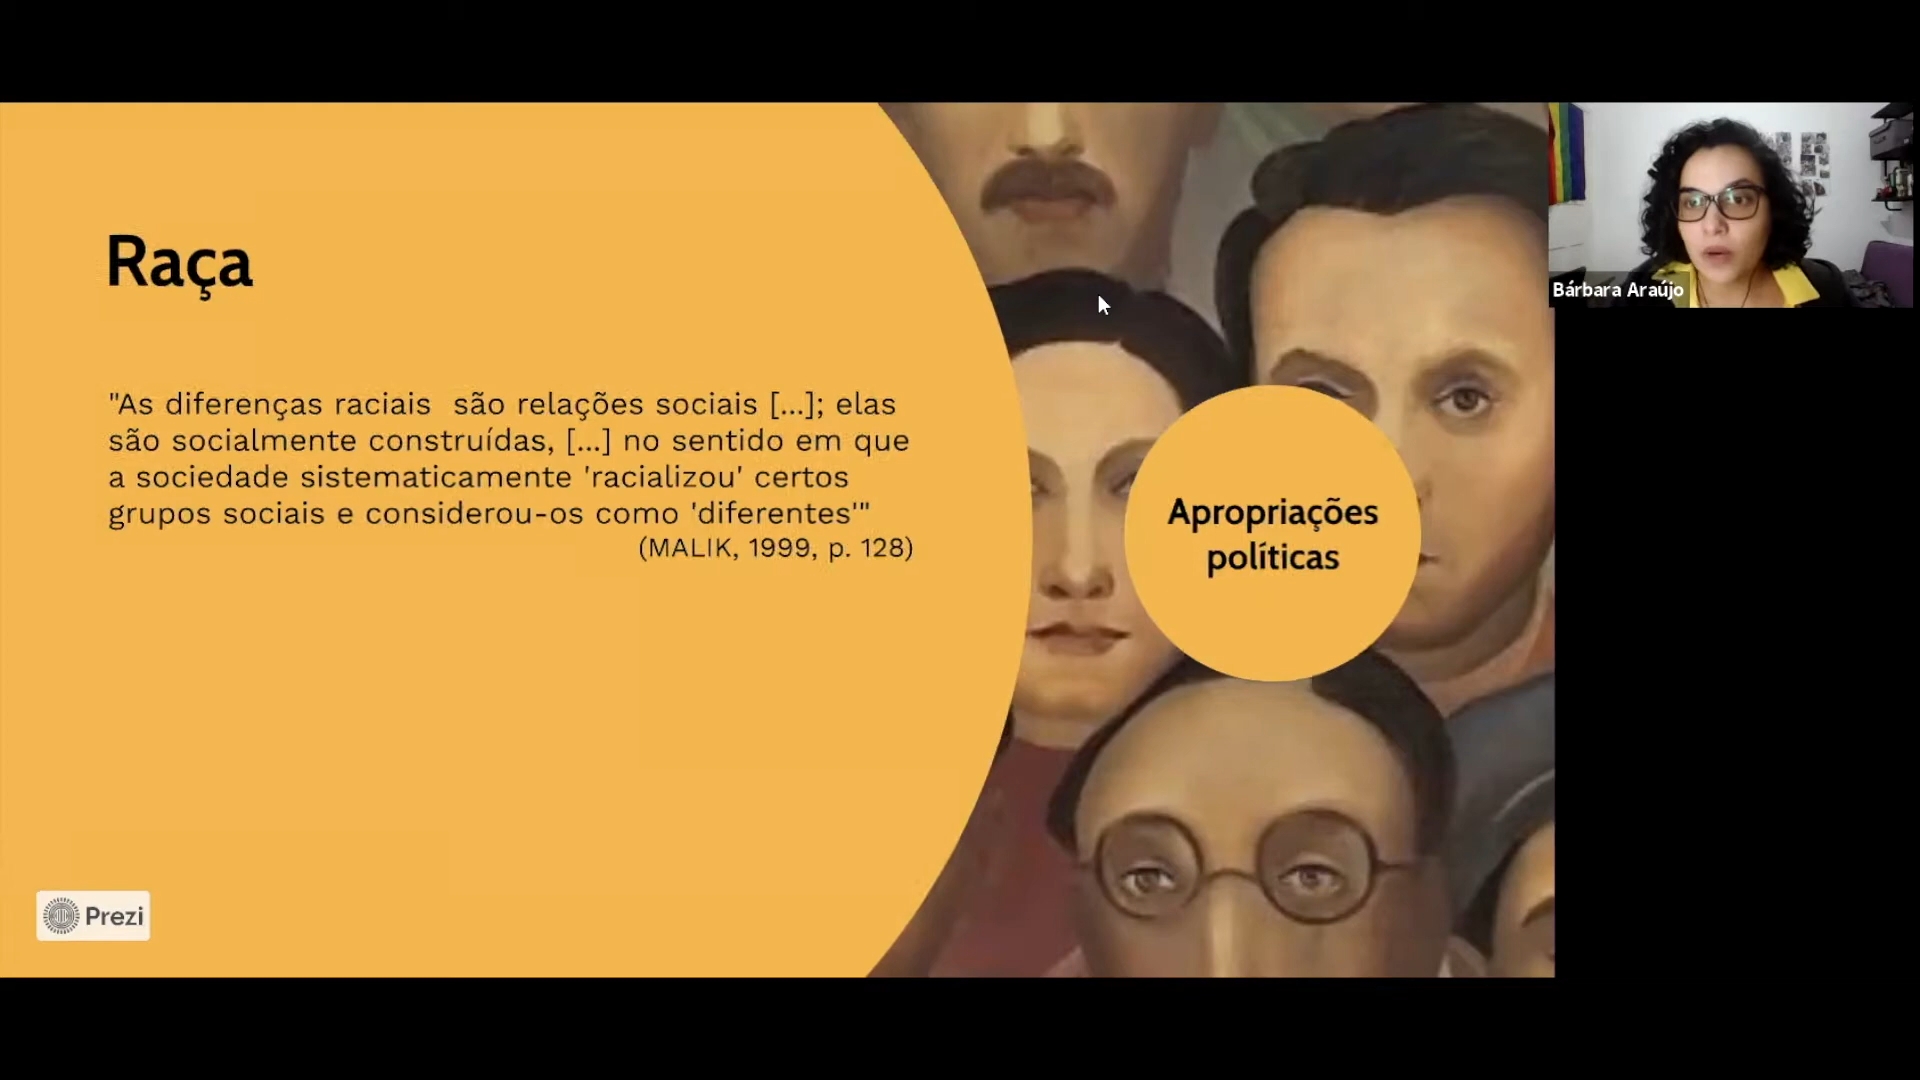 Raça
"As diferenças raciais  são relações sociais [...]; elas
são socialmente construídas, [...] no sentido em que
a sociedade sistematicamente 'racializou' certos
grupos sociais e considerou-os como 'diferentes'"
(MALIK, 1999, p. 128)
Apropriações
políticas
Bárbara Araújo
Prezi